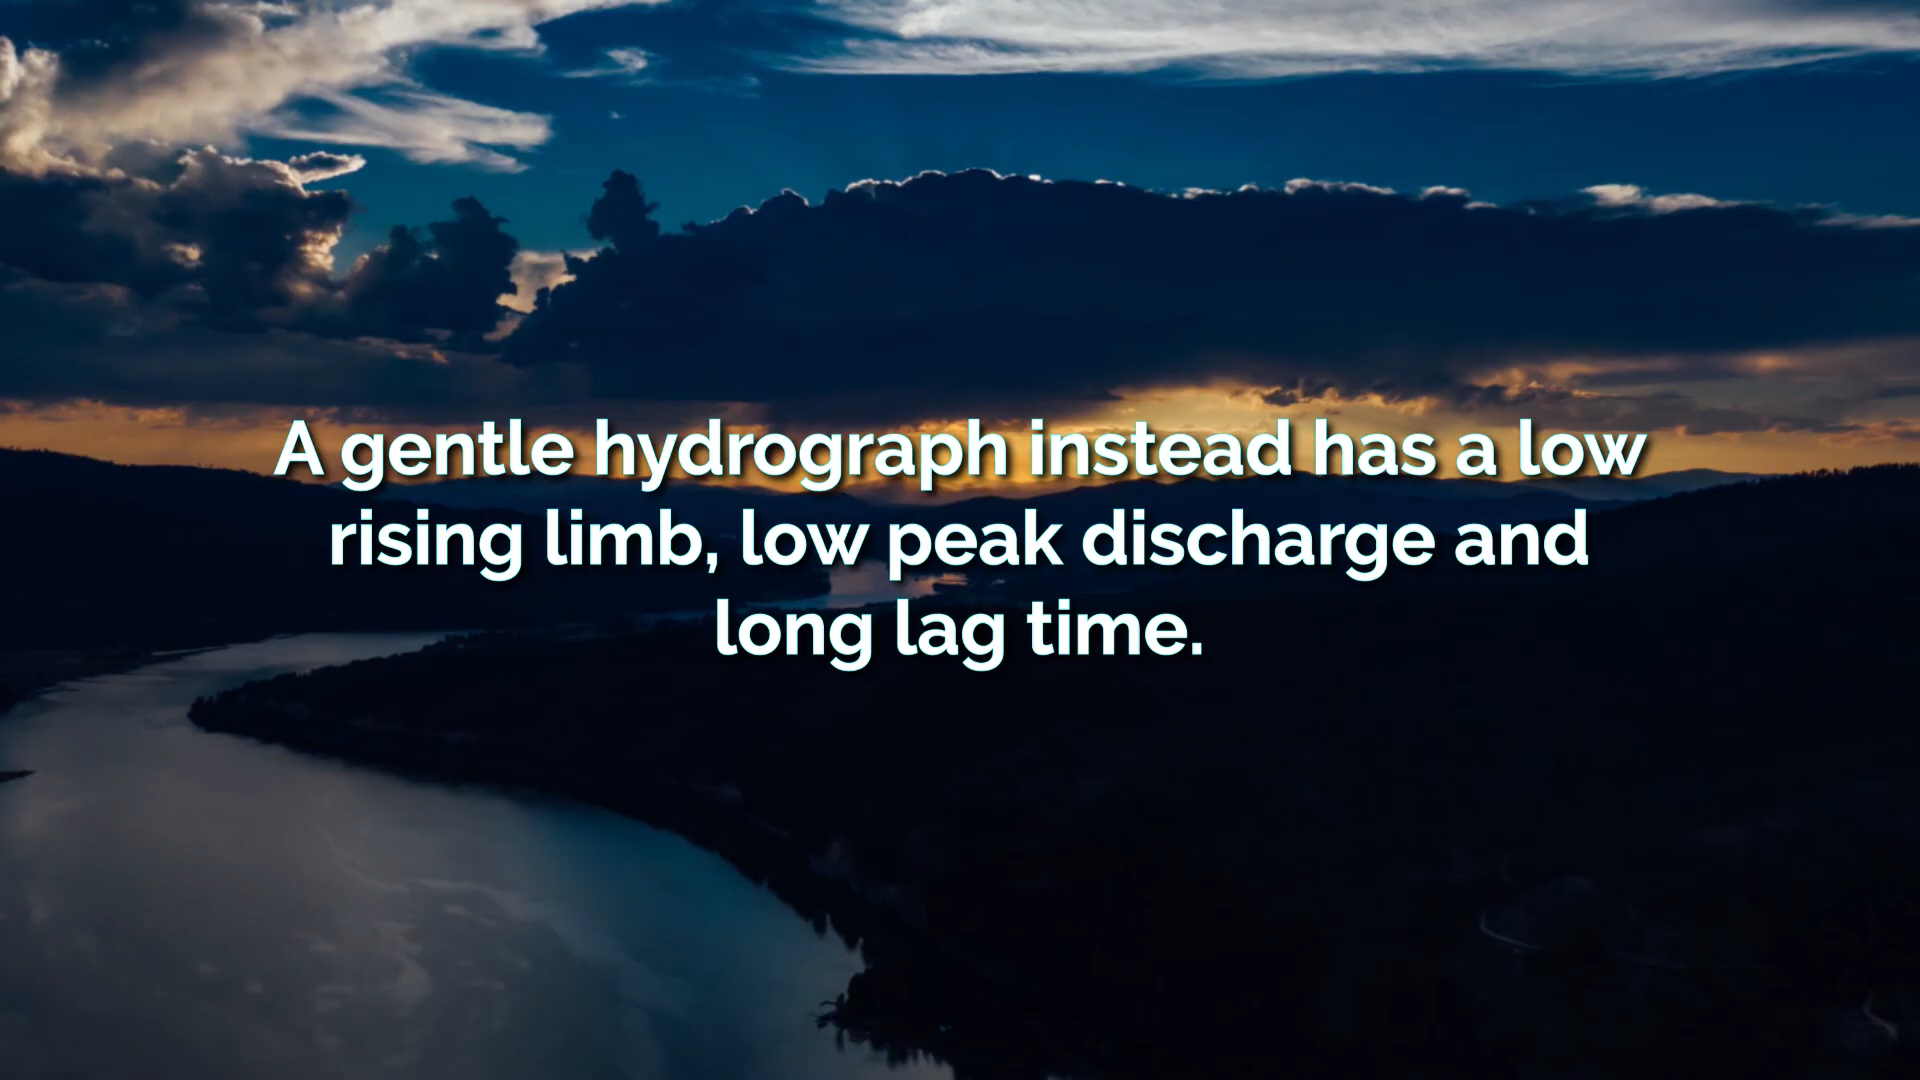 A gentle hydrograph instead has a low
rising limb, low peak discharge and
long lag time.